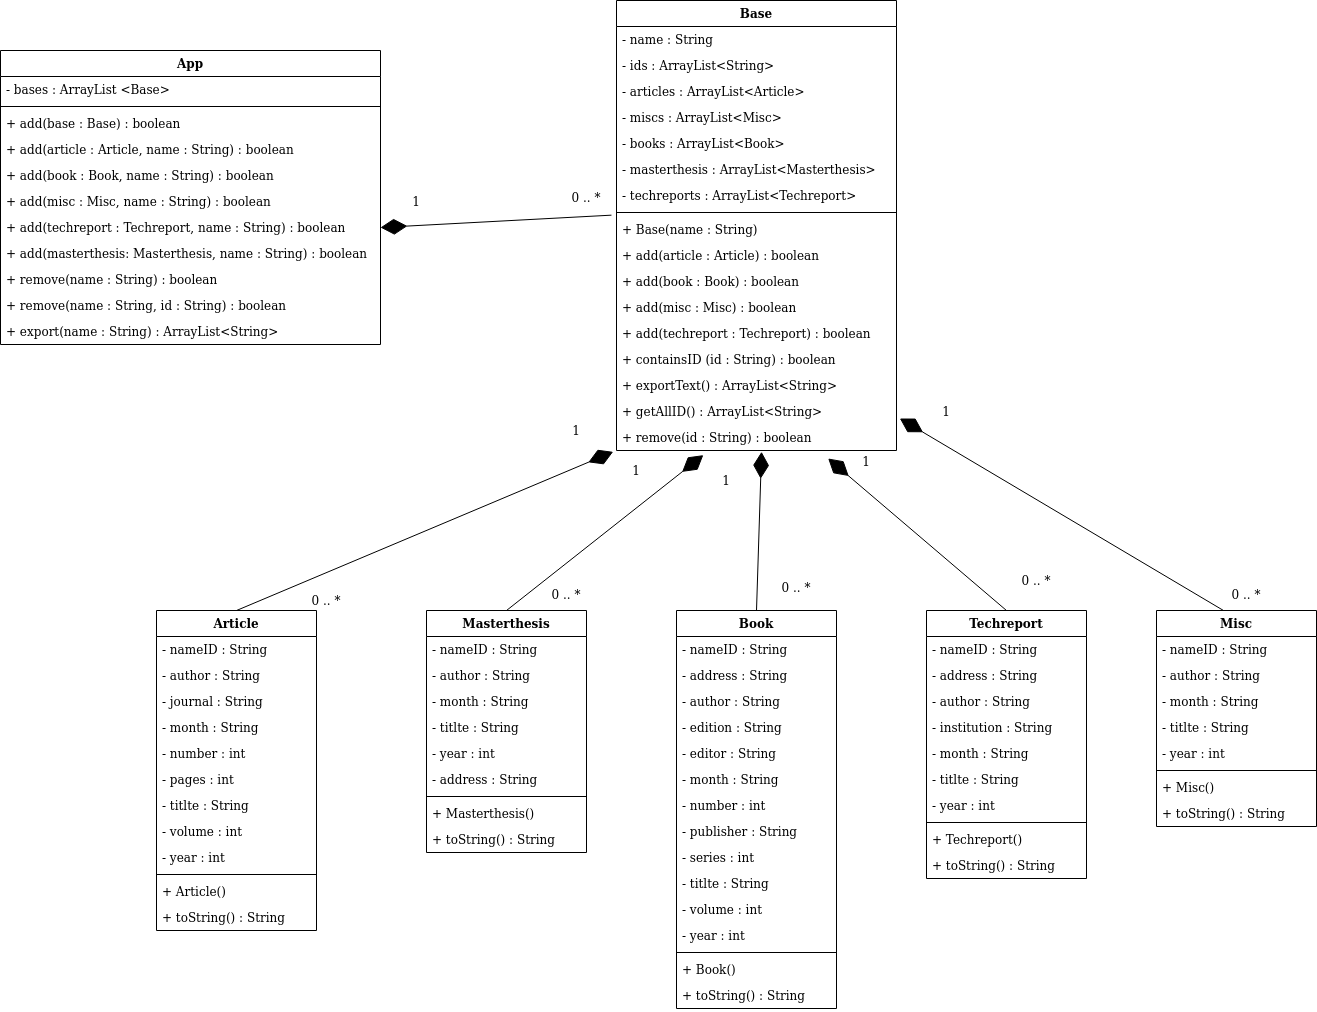 App
- bases : ArrayList <Base>
+ add(base : Base) : boolean
+ add(article : Article, name : String) : boolean
+ add(book : Book, name : String) : boolean
+ add(misc : Misc, name : String) : boolean
+ add(techreport : Techreport, name : String) : boolean
+ add(masterthesis: Masterthesis, name : String) : boolean
+ remove(name : String) : boolean
+ remove(name : String, id : String) : boolean
+ export(name : String) : ArrayList<String>
1
0 .. *
Base
- name : String
- ids : ArrayList<String>
- articles : ArrayList<Article>
- miscs : ArrayList<Misc>
- books : ArrayList<Book>
- masterthesis : ArrayList<Masterthesis>
- techreports : ArrayList<Techreport>
+ Base(name : String)
+ add(article : Article) : boolean
+ add(book : Book) : boolean
+ add(misc : Misc) : boolean
+ add(techreport : Techreport) : boolean
+ containsID (id : String) : boolean
+ exportText() : ArrayList<String>
+ getAllID() : ArrayList<String>
+ remove(id : String) : boolean
1
1
1
1
1
0 .. *
0 .. *
0 .. *
0 .. *
0 .. *
Article
- nameID : String
- author : String
- journal : String
- month : String
- number : int
- pages : int
- titlte : String
- volume : int
- year : int
+ Article()
+ toString() : String
Masterthesis
- nameID : String
- author : String
- month : String
- titlte : String
- year : int
- address : String
+ Masterthesis()
+ toString() : String
Book
- nameID : String
- address : String
- author : String
- edition : String
- editor : String
- month : String
- number : int
- publisher : String
- series : int
- titlte : String
- volume : int
- year : int
+ Book()
+ toString() : String
Techreport
- nameID : String
- address : String
- author : String
- institution : String
- month : String
- titlte : String
- year : int
+ Techreport()
+ toString() : String
Misc
- nameID : String
- author : String
- month : String
- titlte : String
- year : int
+ Misc()
+ toString() : String